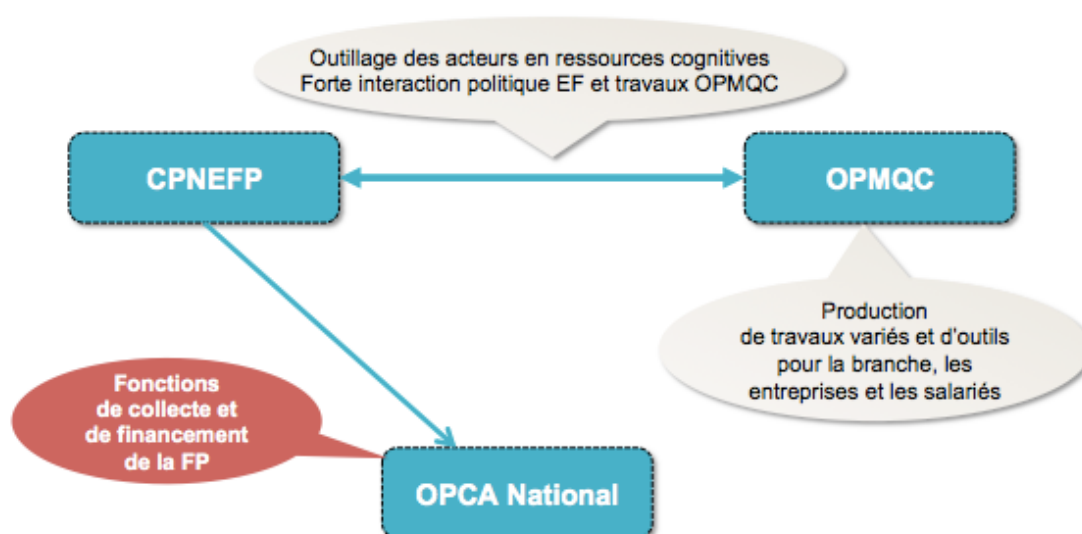 Outillage des acteurs en ressources cognitives
Forte interaction politique EF et travaux OPMQC
CPNEFP
OPMQC
Production
de travaux variés et d'outils
pour la branche, les
entreprises et les salariés
Fonctions
de collecte et
de financement
de la FP
OPCA National